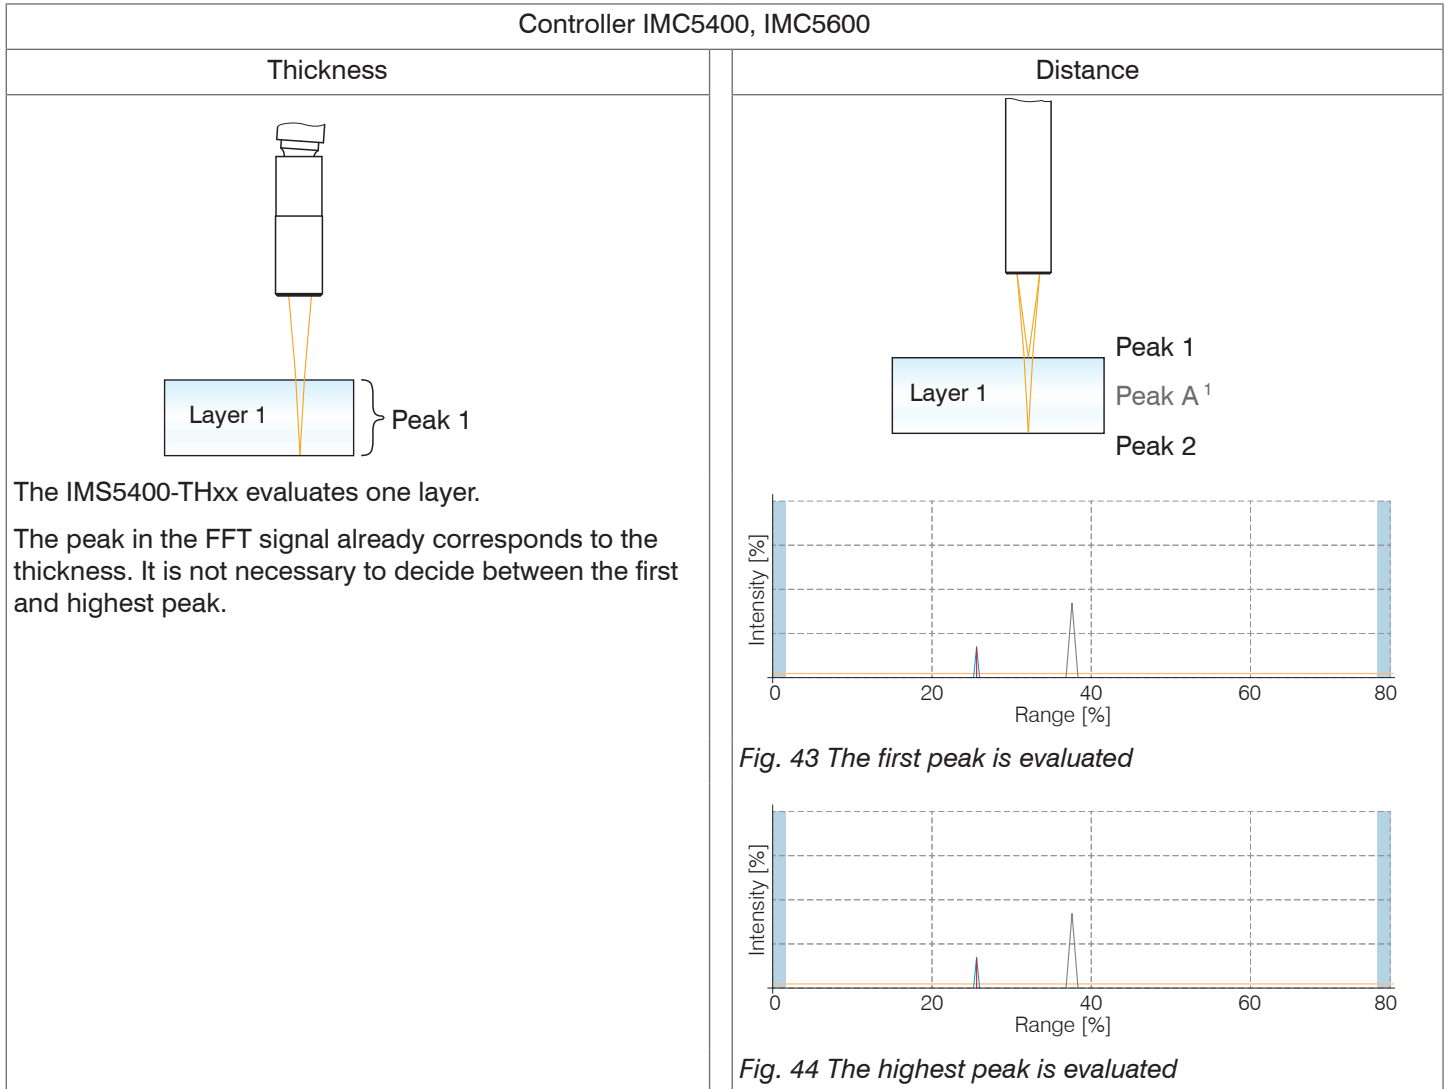 Controller IMC5400, IMC5600
Thickness
Layer 1
Peak 1
The IMS5400-THxx evaluates one layer.
The peak in the FFT signal already corresponds to the
thickness. It is not necessary to decide between the first
and highest peak.
Distance
Peak 1
Layer 1
Peak A 1
Peak 2
Intensity [%]
0 20 40 60 80
Range [%]
Fig. 43 The first peak is evaluated
Intensity [%]
0 20 40 60 80
Range [%]
Fig. 44 The highest peak is evaluated